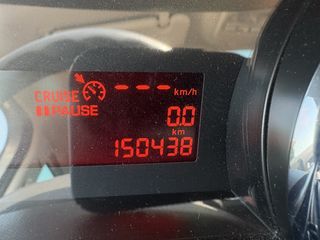 --- km/h
CRUISE
PAUSE 0.0
km
150438